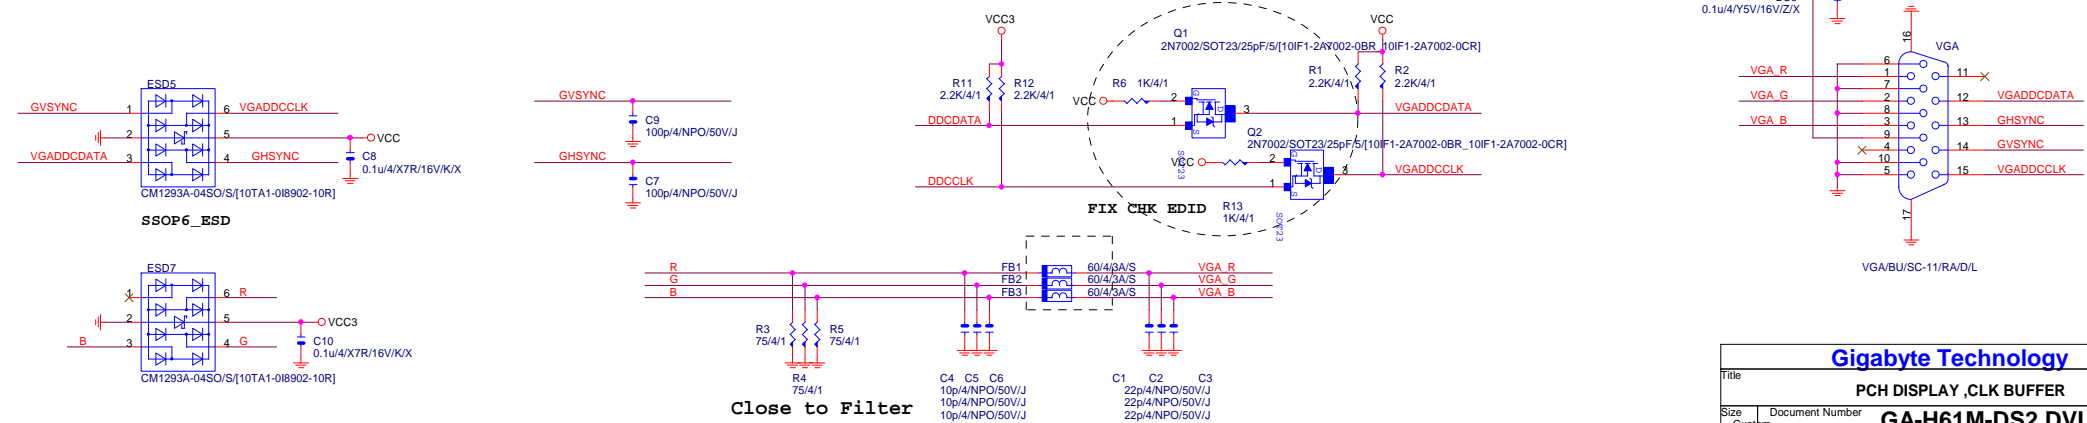 ESD5
GVSYNC
1
6
VGADDCCLK
2
5
VCC
VGADDCDATA
3
4
GHSYNC
C8
0.1u/4/X7R/16V/K/X
CM1293A-04SO/S/[10TA1-0I8902-10R]
SSOP6_ESD
ESD7
1
6
R
2
5
VCC3
B
3
4
G
C10
0.1u/4/X7R/16V/K/X
CM1293A-04SO/S/[10TA1-0I8902-10R]
GVSYNC
C9
100p/4/NPO/50V/J
GHSYNC
C7
100p/4/NPO/50V/J
VCC3
R11
2.2K/4/1
R12
2.2K/4/1
DDCDATA
DDCCLK
Q1
2N7002/SOT23/25pF/5/[10IF1-2A7002-0BR_10IF1-2A7002-0CR]
R6 1K/4/1
VCC
2
G
D
S
1
3
SOT23
VCC
R1
2.2K/4/1
R2
2.2K/4/1
VGADDCDATA
Q2
2N7002/SOT23/25pF/5/[10IF1-2A7002-0BR_10IF1-2A7002-0CR]
VCC
2
G
D
S
1
3
VGADDCCLK
R13
1K/4/1
SOT23
FIX CHK EDID
R
FB1
60/4/3A/S
VGA_R
G
FB2
60/4/3A/S
VGA_G
B
FB3
60/4/3A/S
VGA_B
R3
75/4/1
R5
75/4/1
R4
75/4/1
Close to Filter
C4 C5 C6
10p/4/NPO/50V/J
10p/4/NPO/50V/J
10p/4/NPO/50V/J
C1 C2 C3
22p/4/NPO/50V/J
22p/4/NPO/50V/J
22p/4/NPO/50V/J
0.1u/4/Y5V/16V/Z/X
16
VGA
6
VGA_R
1
11
7
VGA_G
2
12
VGADDCDATA
8
VGA_B
3
13
GHSYNC
9
4
14
GVSYNC
10
5
15
VGADDCCLK
17
VGA/BU/SC-11/RA/D/L
Gigabyte Technology
Title
PCH DISPLAY ,CLK BUFFER
Size
Document Number
GA-H61M-DS2 DVI